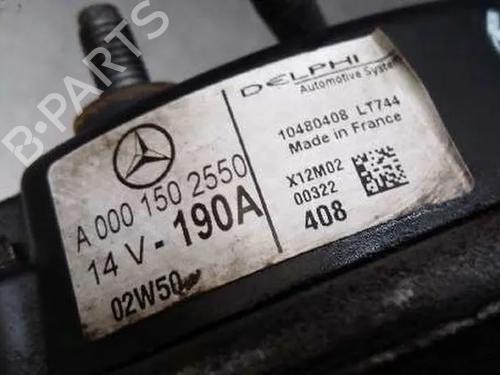 DELPHI
Automotive Systems
10480408 LT744
Made in France
X12M02
00322
408
A 000 150 2550
14 V - 190A
02W50
B-PARTS